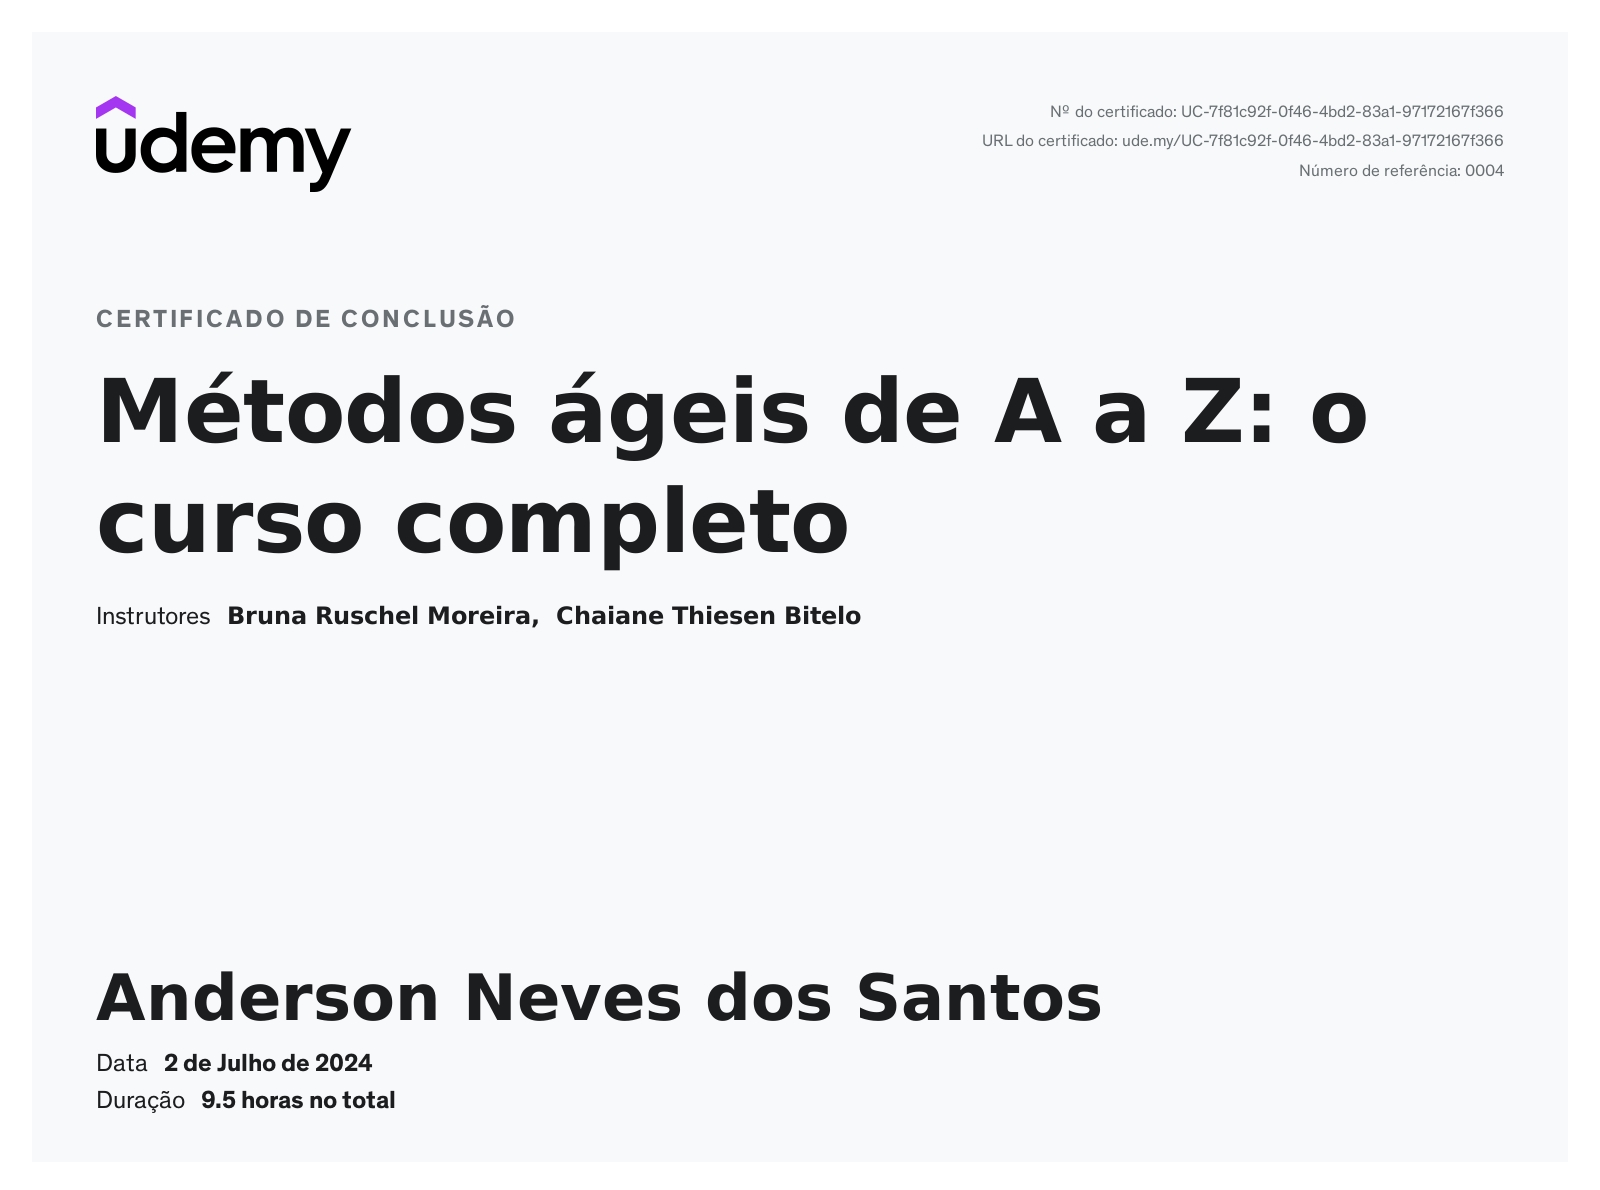 udemy
Nº do certificado: UC-7f81c92f-0f46-4bd2-83a1-97172167f366
URL do certificado: ude.my/UC-7f81c92f-0f46-4bd2-83a1-97172167f366
Número de referência: 0004
CERTIFICADO DE CONCLUSÃO
Métodos ágeis de A a Z: o
curso completo
Instrutores Bruna Ruschel Moreira, Chaiane Thiesen Bitelo
Anderson Neves dos Santos
Data 2 de Julho de 2024
Duração 9.5 horas no total